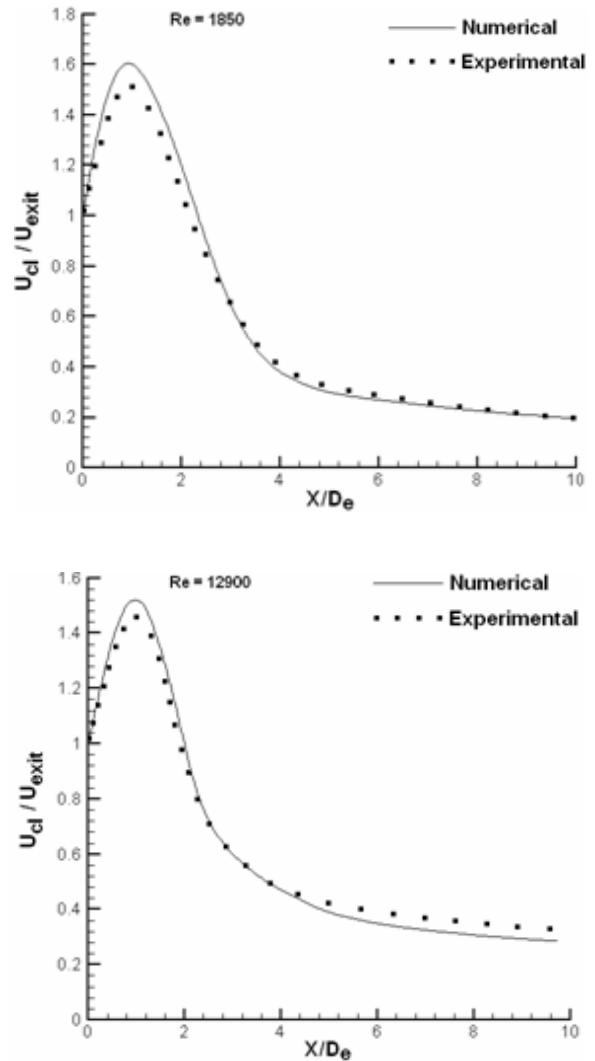 Re = 1850
Numerical
Experimental
1.8
1.6
1.4
1.2
1
0.8
0.6
0.4
0.2
0
Ucl / Uexit
0 2 4 6 8 10
X/De
Re = 12900
Numerical
Experimental
1.6
1.4
1.2
1
0.8
0.6
0.4
0.2
0
Ucl / Uexit
0 2 4 6 8 10
X/De